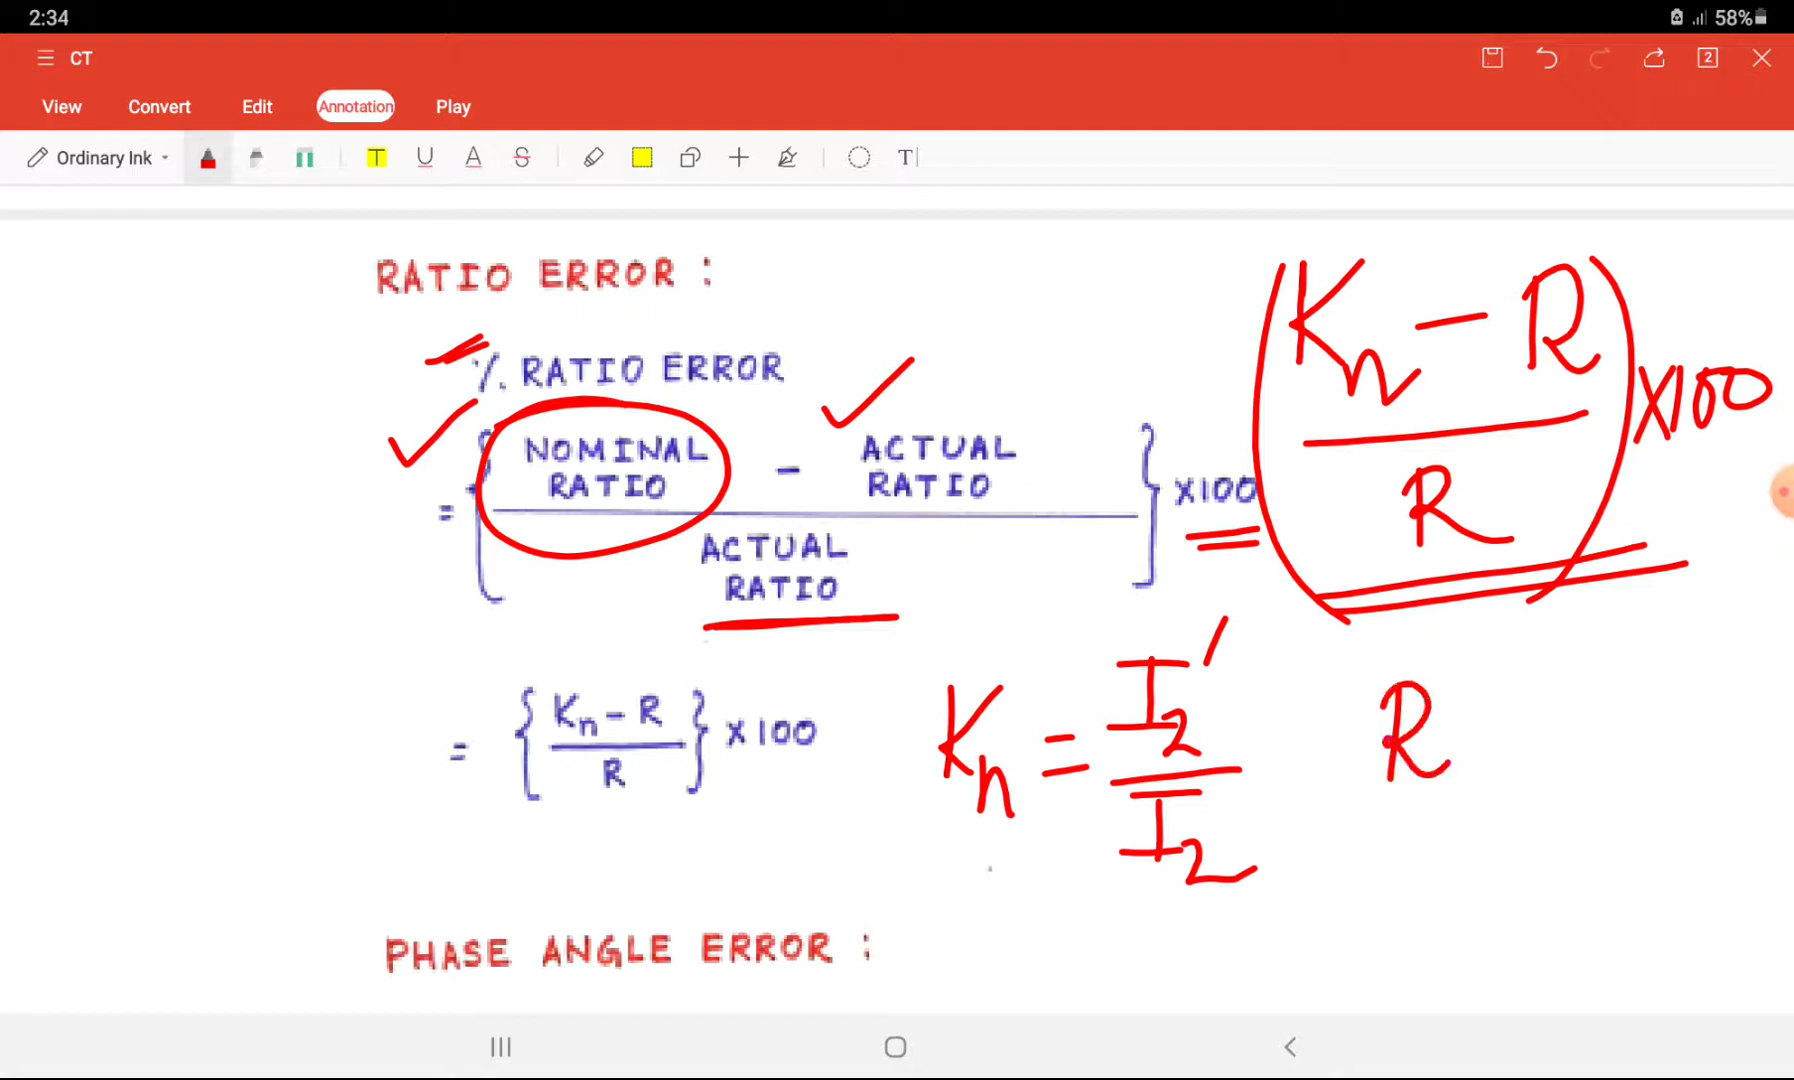 2:34
58%
CT
2
View Convert Edit Annotation Play
Ordinary Ink T U A S T
RATIO ERROR :
% RATIO ERROR
= { NOMINAL RATIO - ACTUAL RATIO / ACTUAL RATIO } X100
( Kn - R / R ) X100
= { Kn - R / R } X 100
Kn = I2' / I2
R
PHASE ANGLE ERROR :